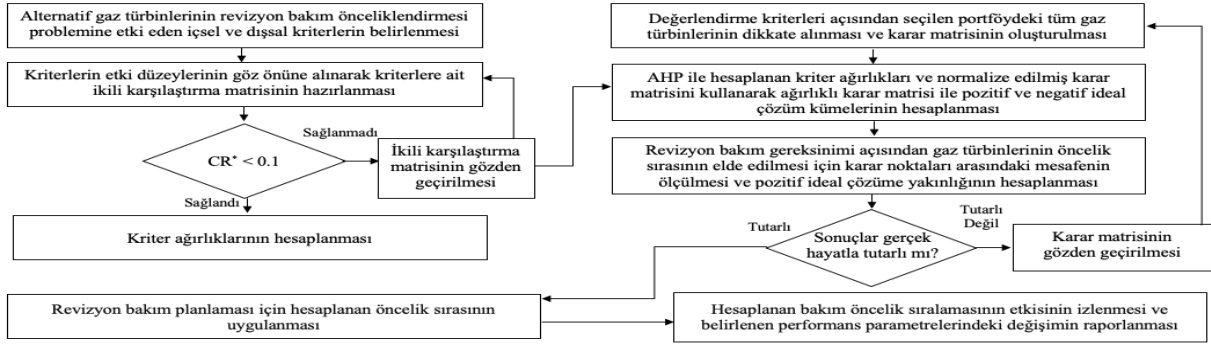 Alternatif gaz türbinlerinin revizyon bakım önceliklendirmesi
problemine etki eden içsel ve dışsal kriterlerin belirlenmesi
Kriterlerin etki düzeylerinin göz önüne alınarak kriterlere ait
ikili karşılaştırma matrisinin hazırlanması
Sağlanmadı
CR* < 0.1
İkili karşılaştırma
matrisinin gözden
geçirilmesi
Sağlandı
Kriter ağırlıklarının hesaplanması
Değerlendirme kriterleri açısından seçilen portföydeki tüm gaz
türbinlerinin dikkate alınması ve karar matrisinin oluşturulması
AHP ile hesaplanan kriter ağırlıkları ve normalize edilmiş karar
matrisini kullanarak ağırlıklı karar matrisi ile pozitif ve negatif ideal
çözüm kümelerinin hesaplanması
Revizyon bakım gereksinimi açısından gaz türbinlerinin öncelik
sırasının elde edilmesi için karar noktaları arasındaki mesafenin
ölçülmesi ve pozitif ideal çözüme yakınlığının hesaplanması
Tutarlı
Sonuçlar gerçek
hayatla tutarlı mı?
Tutarlı
Değil
Karar matrisinin
gözden geçirilmesi
Revizyon bakım planlaması için hesaplanan öncelik sırasının
uygulanması
Hesaplanan bakım öncelik sıralamasının etkisinin izlenmesi ve
belirlenen performans parametrelerindeki değişimin raporlanması